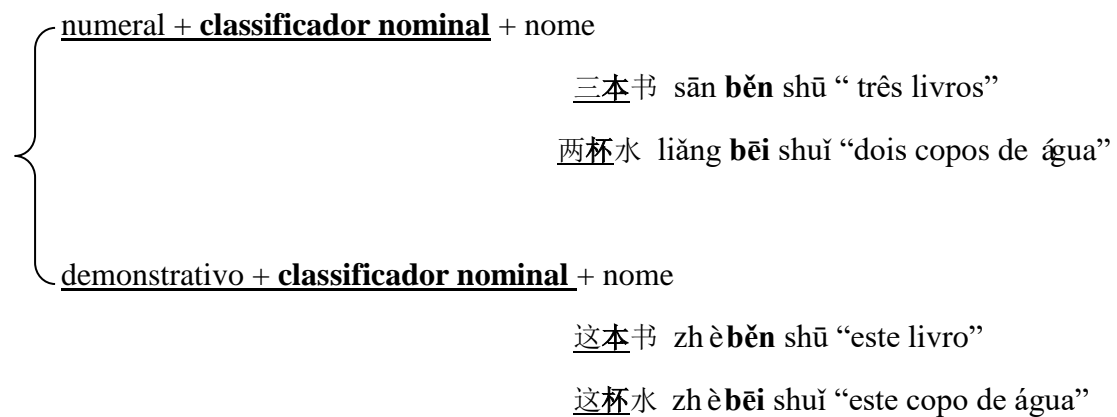 numeral + classificador nominal + nome
三本书 sān běn shū “ três livros”
两杯水 liǎng bēi shuǐ “dois copos de água”
demonstrativo + classificador nominal + nome
这本书 zh è běn shū “este livro”
这杯水 zh è bēi shuǐ “este copo de água”